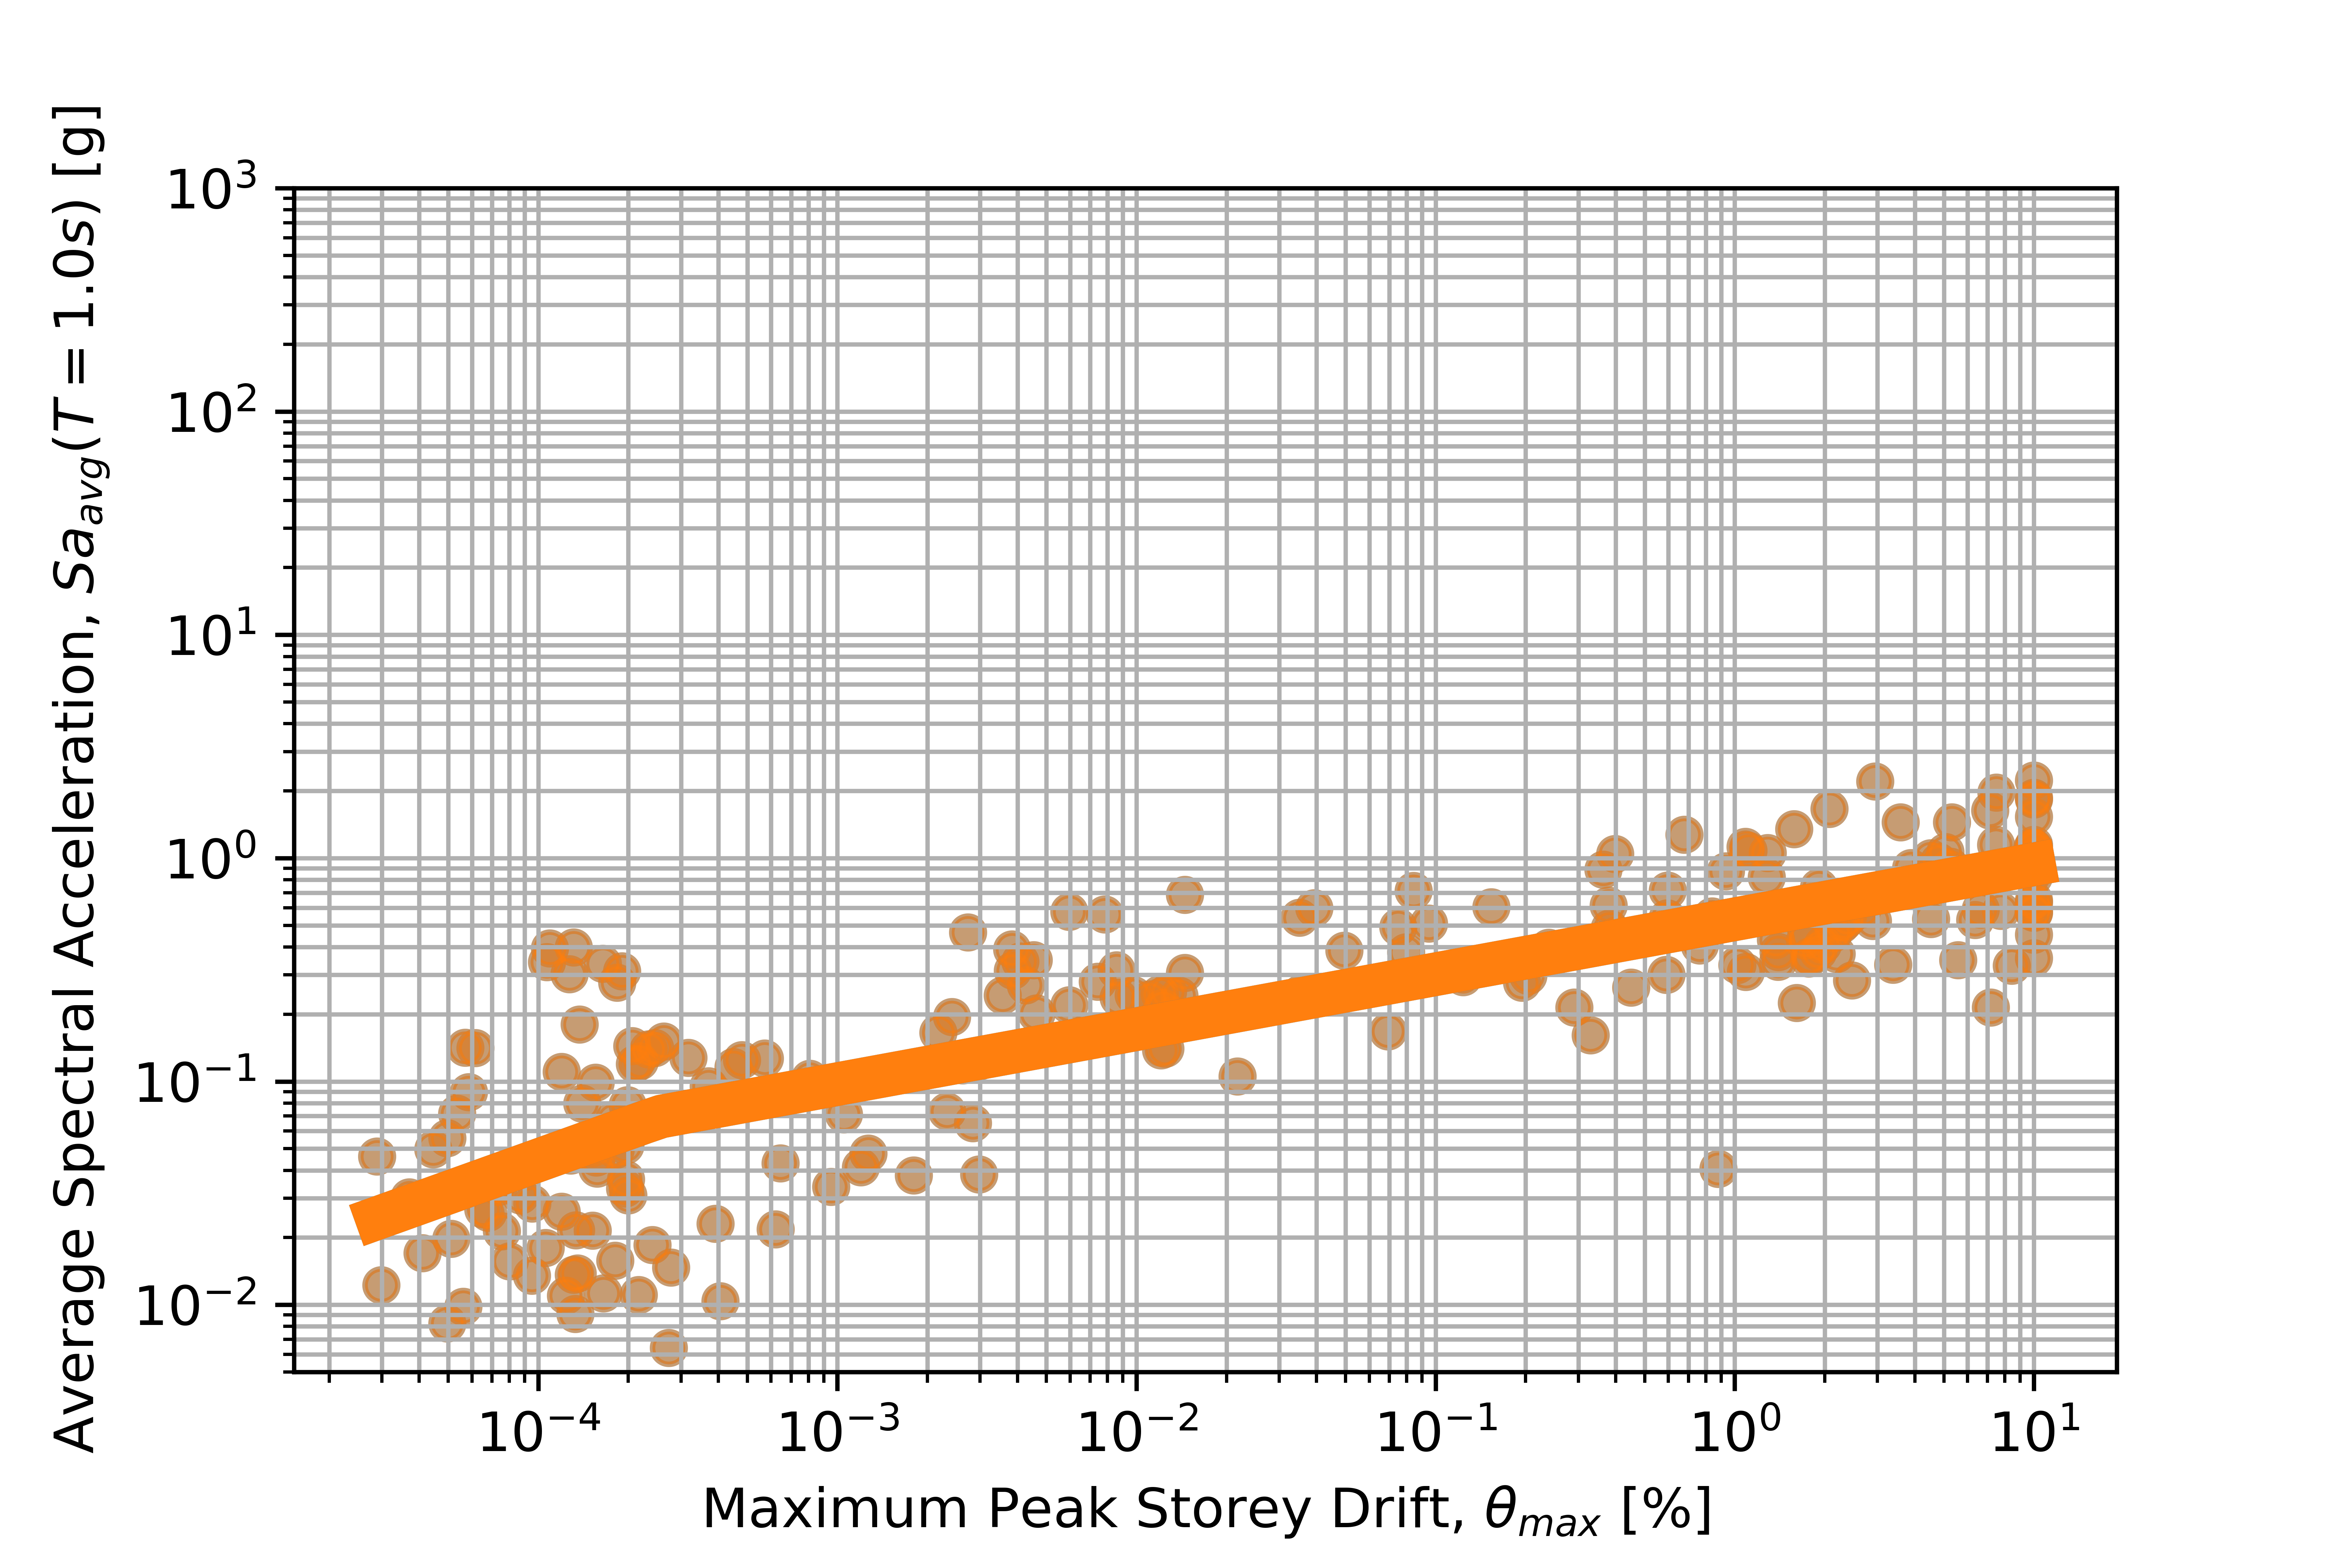 Average Spectral Acceleration, Sa_avg(T = 1.0s) [g]
10^3
10^2
10^1
10^0
10^−1
10^−2
10^−4 10^−3 10^−2 10^−1 10^0 10^1
Maximum Peak Storey Drift, θ_max [%]